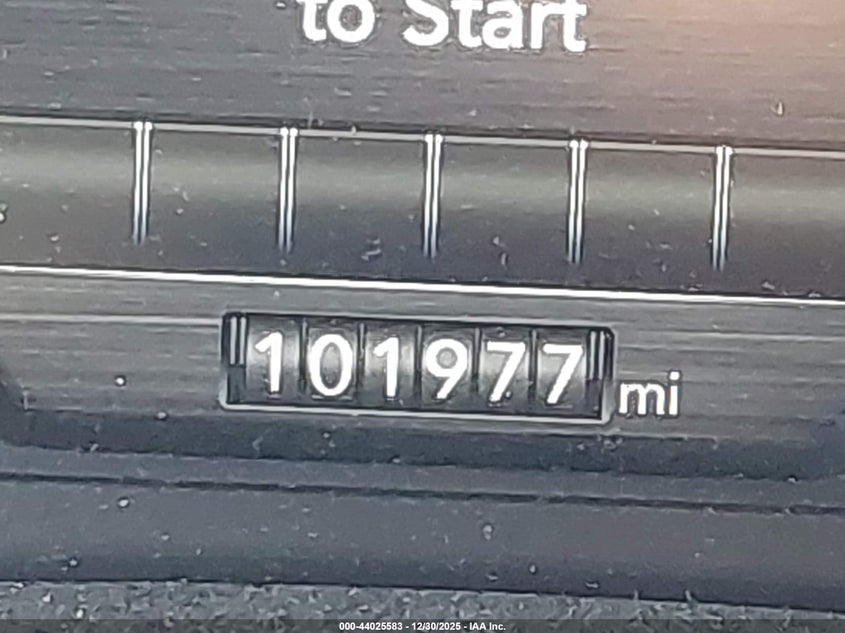 to Start
101977 mi
000-44025583 - 12/30/2025 - IAA Inc.